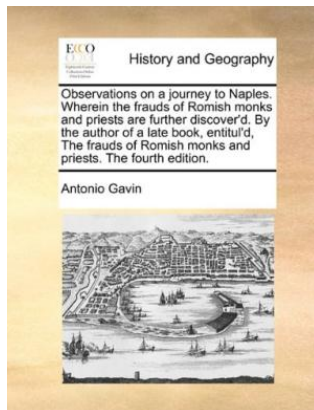 ECCO
History and Geography
Observations on a journey to Naples.
Wherein the frauds of Romish monks
and priests are further discover'd. By
the author of a late book, entitul'd,
The frauds of Romish monks and
priests. The fourth edition.
Antonio Gavin